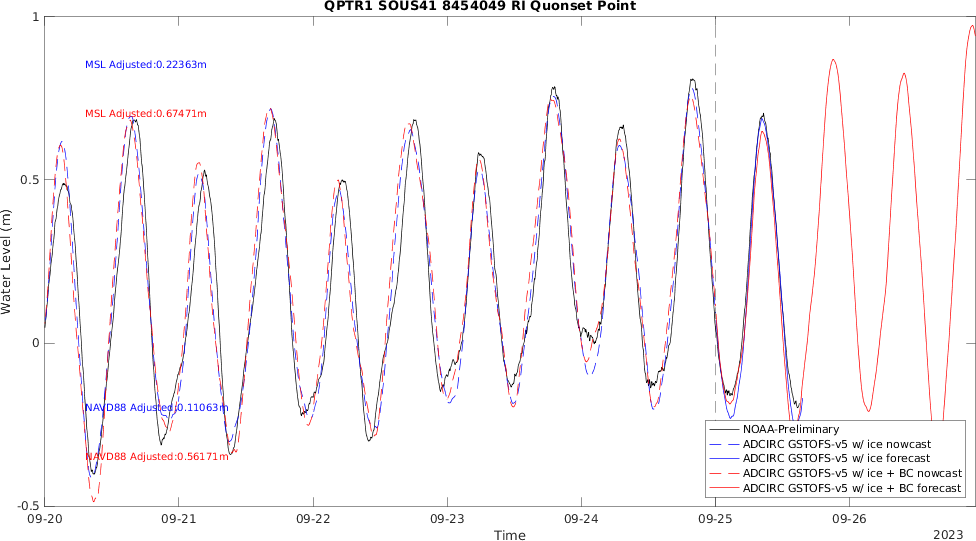 QPTR1 SOUS41 8454049 RI Quonset Point
1
MSL Adjusted:0.22363m
MSL Adjusted:0.67471m
0.5
Water Level (m)
0
NAVD88 Adjusted:0.11063m
NAVD88 Adjusted:0.56171m
-0.5
NOAA-Preliminary
ADCIRC GSTOFS-v5 w/ ice nowcast
ADCIRC GSTOFS-v5 w/ ice forecast
ADCIRC GSTOFS-v5 w/ ice + BC nowcast
ADCIRC GSTOFS-v5 w/ ice + BC forecast
09-20 09-21 09-22 09-23 09-24 09-25 09-26
Time
2023